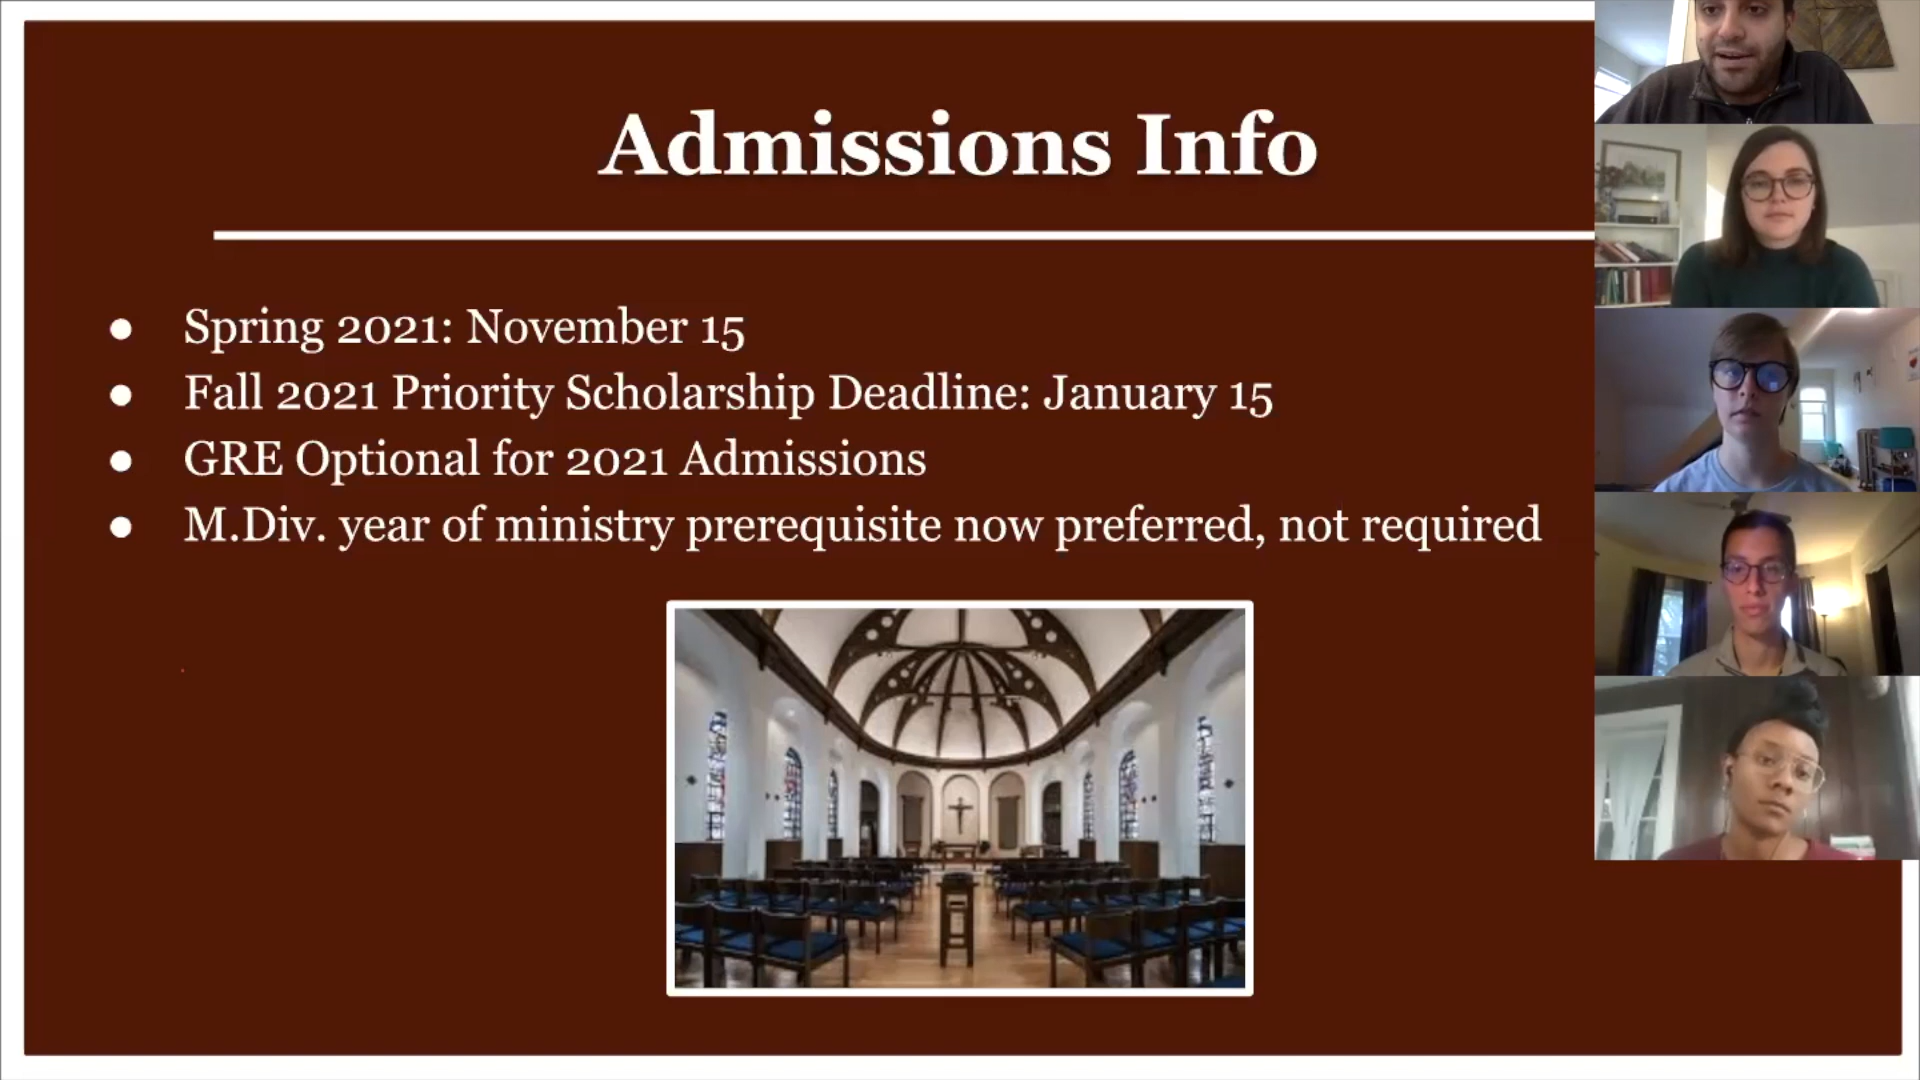 Admissions Info
● Spring 2021: November 15
● Fall 2021 Priority Scholarship Deadline: January 15
● GRE Optional for 2021 Admissions
● M.Div. year of ministry prerequisite now preferred, not required